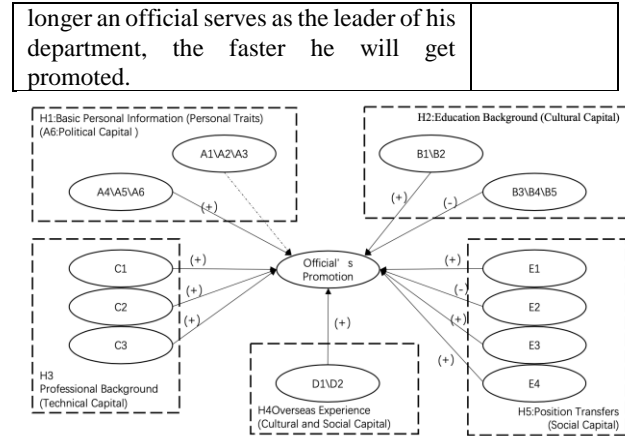 longer an official serves as the leader of his
department, the faster he will get
promoted.
H1:Basic Personal Information (Personal Traits)
(A6:Political Capital )
A1\A2\A3
A4\A5\A6
(+)
H2:Education Background (Cultural Capital)
B1\B2
(+)
(-)
B3\B4\B5
C1
(+)
C2
(+)
C3
(+)
H3
Professional Background
(Technical Capital)
Official' s
Promotion
(+)
D1\D2
H4Overseas Experience
(Cultural and Social Capital)
(+)
E1
(-)
E2
(+)
E3
(+)
E4
H5:Position Transfers
(Social Capital)